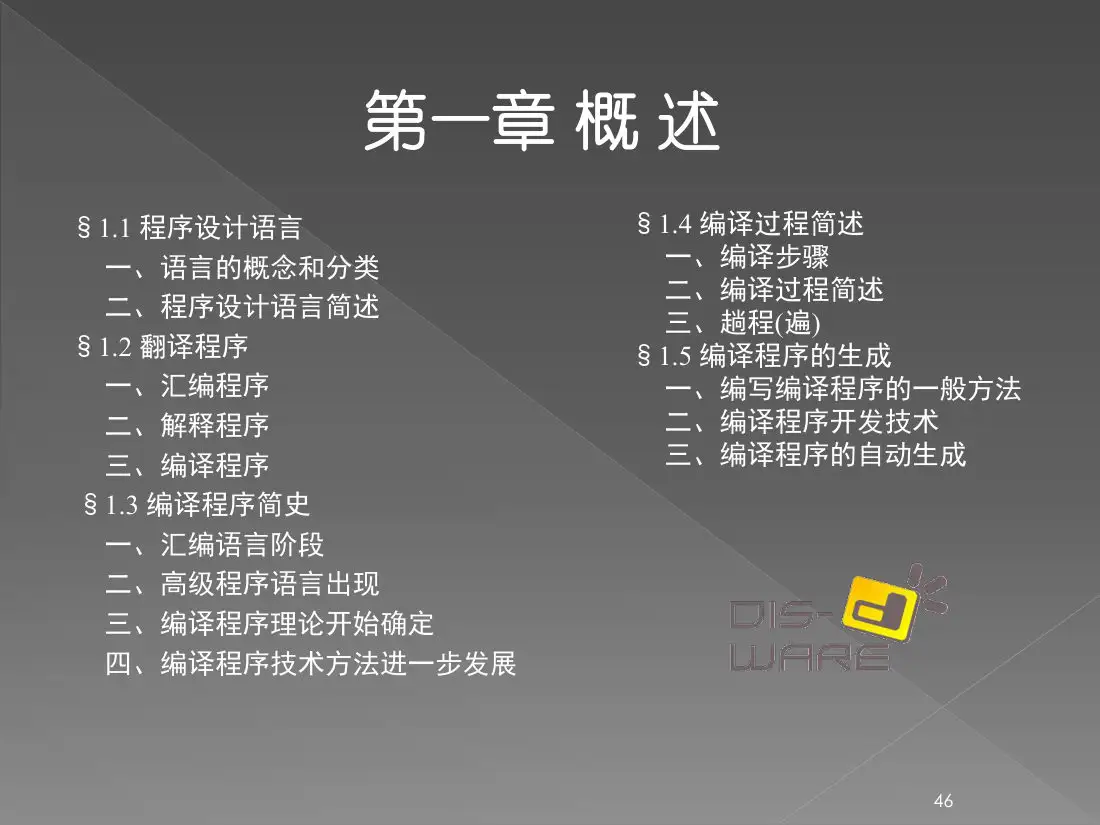 第一章 概 述
§1.1 程序设计语言
一、语言的概念和分类
二、程序设计语言简述
§1.2 翻译程序
一、汇编程序
二、解释程序
三、编译程序
§1.3 编译程序简史
一、汇编语言阶段
二、高级程序语言出现
三、编译程序理论开始确定
四、编译程序技术方法进一步发展
§1.4 编译过程简述
一、编译步骤
二、编译过程简述
三、趟程(遍)
§1.5 编译程序的生成
一、编写编译程序的一般方法
二、编译程序开发技术
三、编译程序的自动生成
DIS-d
WARE
46